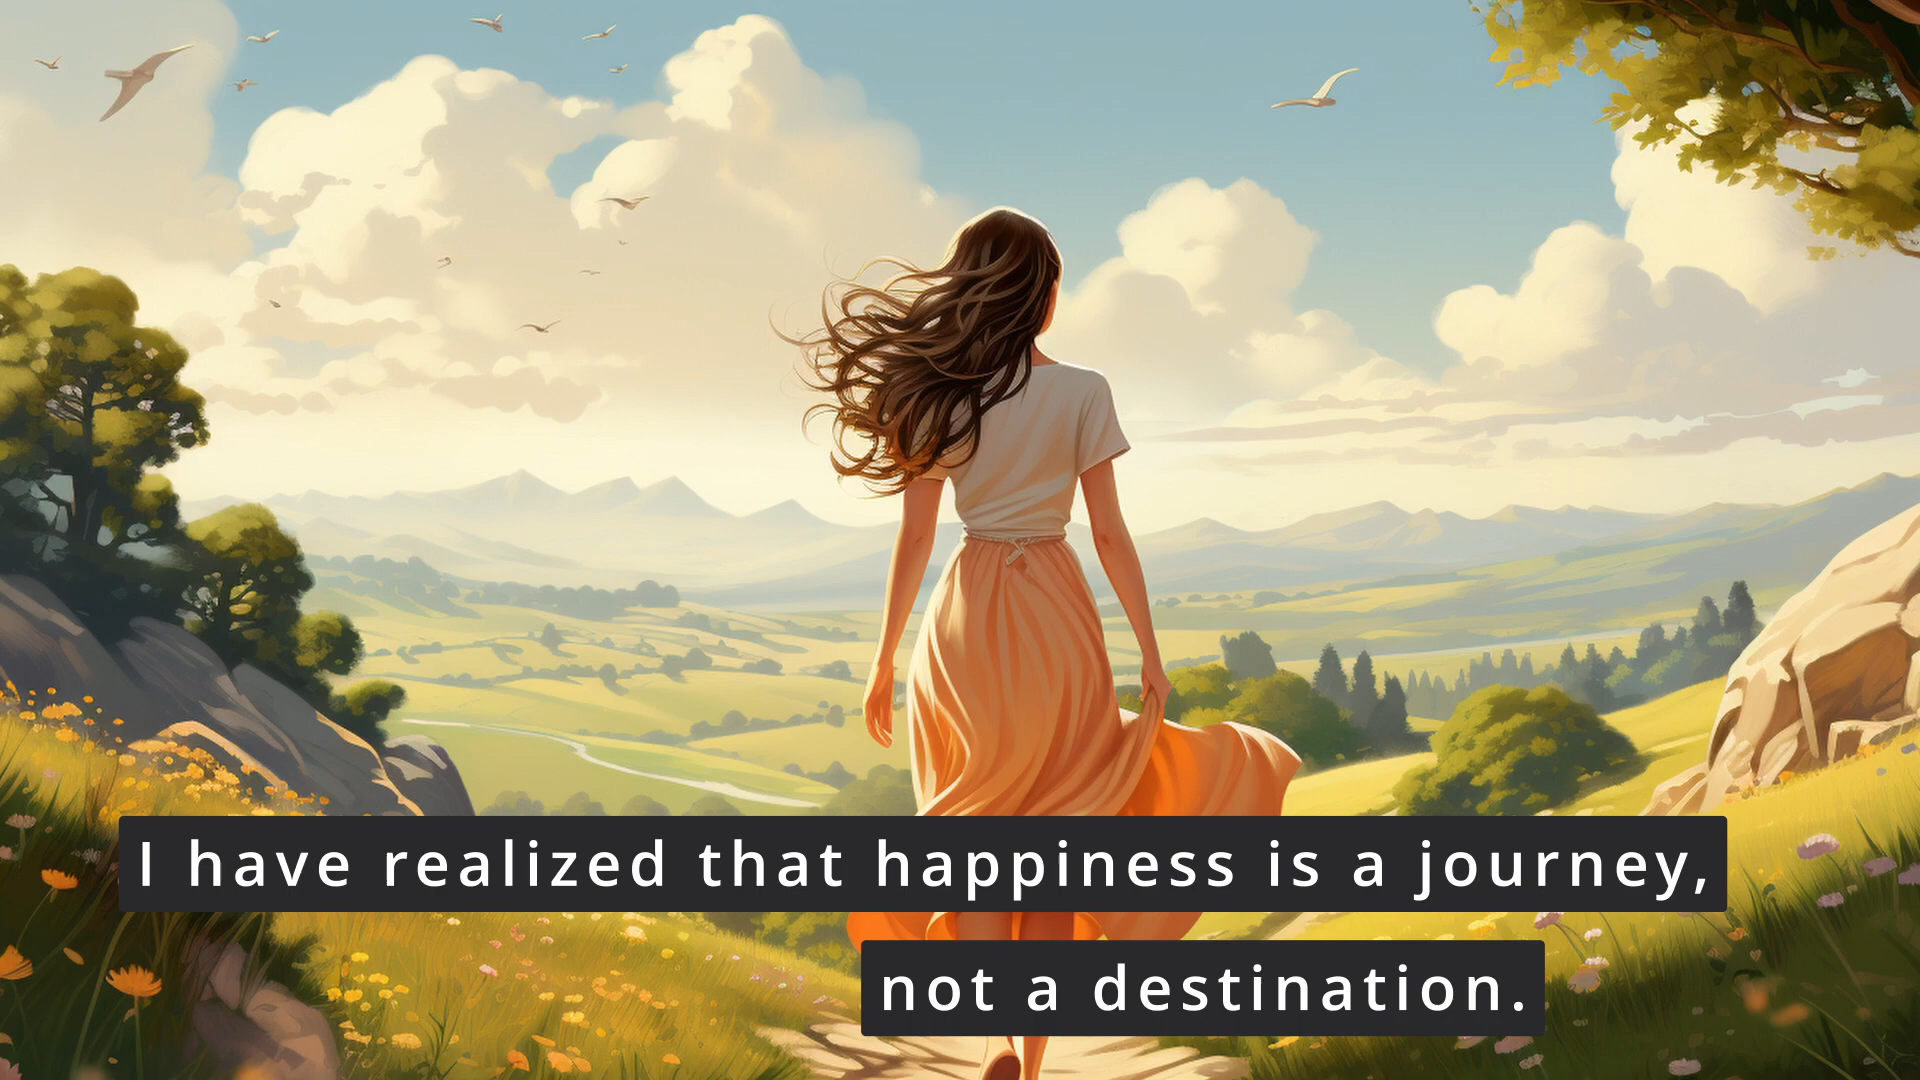 I have realized that happiness is a journey,
not a destination.